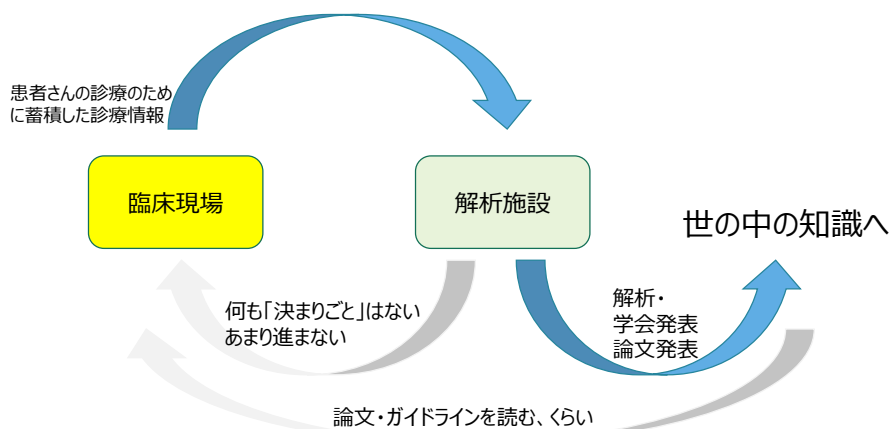 患者さんの診療のため
に蓄積した診療情報
臨床現場
解析施設
世の中の知識へ
何も「決まりごと」はない
あまり進まない
解析・
学会発表
論文発表
論文・ガイドラインを読む、くらい